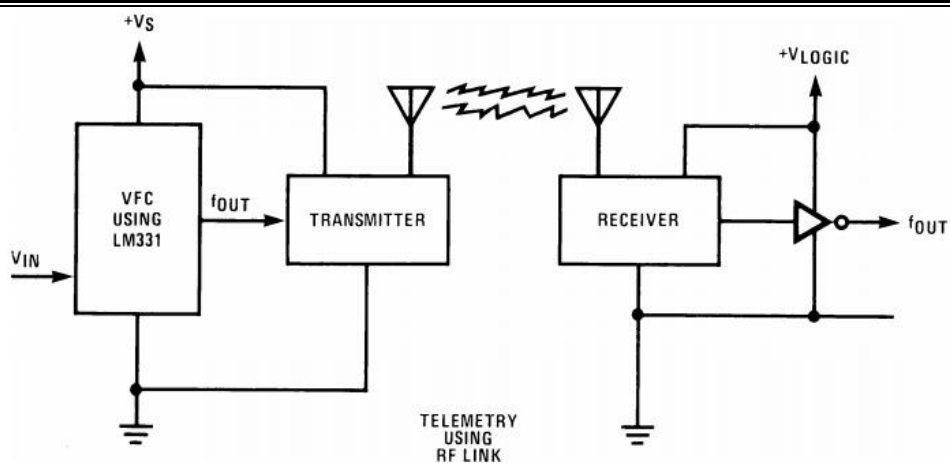 +VS
+VLOGIC
VFC
USING
LM331
fOUT
TRANSMITTER
RECEIVER
fOUT
VIN
TELEMETRY
USING
RF LINK